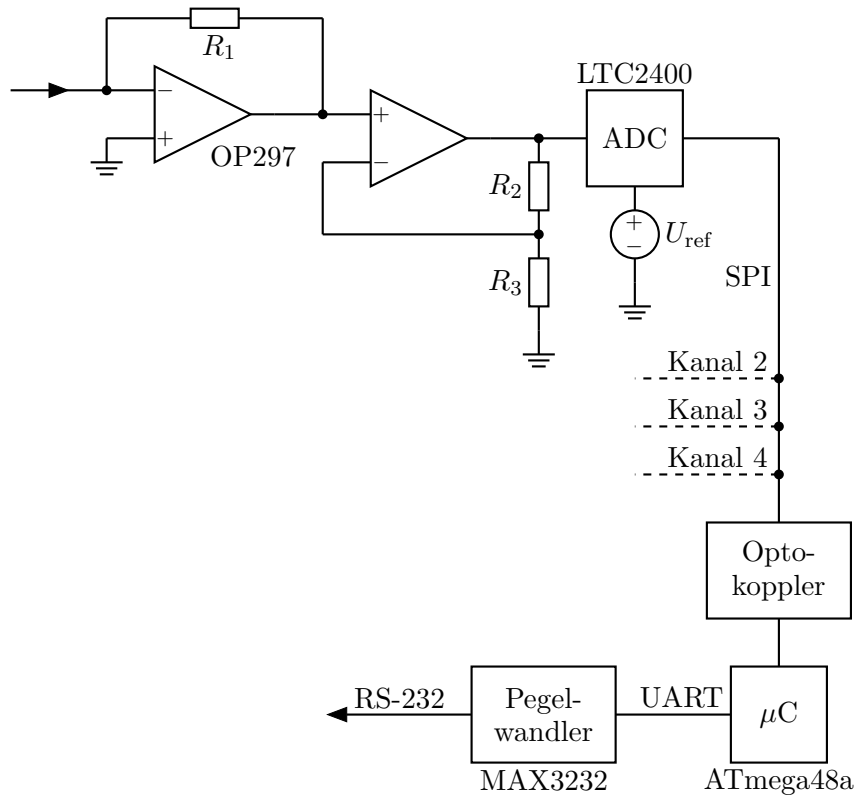 R1
−
+
OP297
+
−
R2
R3
LTC2400
ADC
+
−
Uref
SPI
Kanal 2
Kanal 3
Kanal 4
Opto-
koppler
RS-232
Pegel-
wandler
MAX3232
UART
μC
ATmega48a